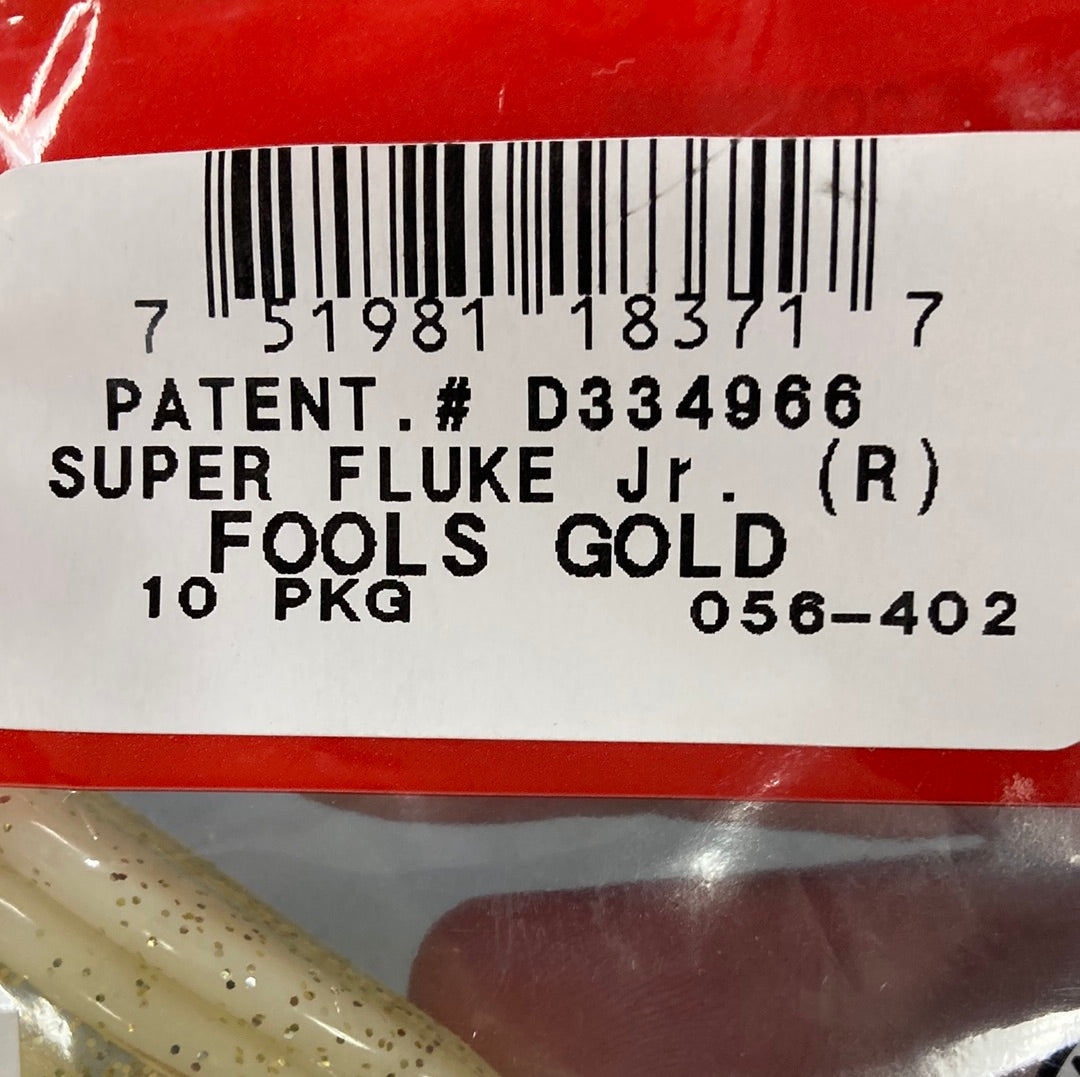 7 51981 18371 7
PATENT.# D334966
SUPER FLUKE Jr. (R)
FOOLS GOLD
10 PKG 056-402